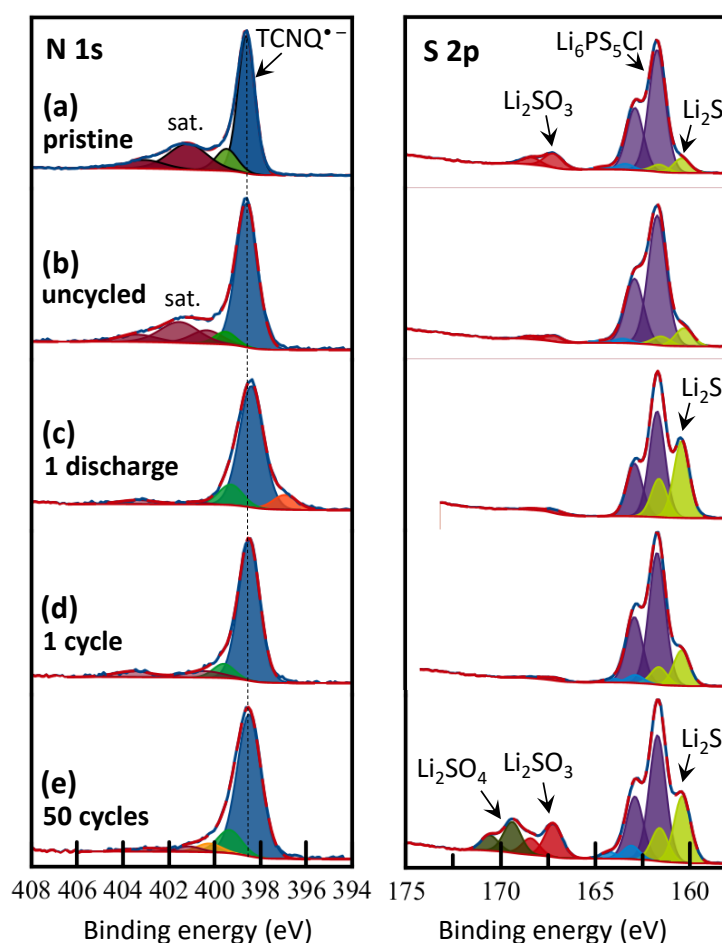 N 1s
TCNQ•−
(a)
pristine
sat.
(b)
uncycled
sat.
(c)
1 discharge
(d)
1 cycle
(e)
50 cycles
408 406 404 402 400 398 396 394
Binding energy (eV)
S 2p
Li₆PS₅Cl
Li₂SO₃
Li₂S
Li₂S
Li₂SO₄
Li₂SO₃
Li₂S
175 170 165 160
Binding energy (eV)